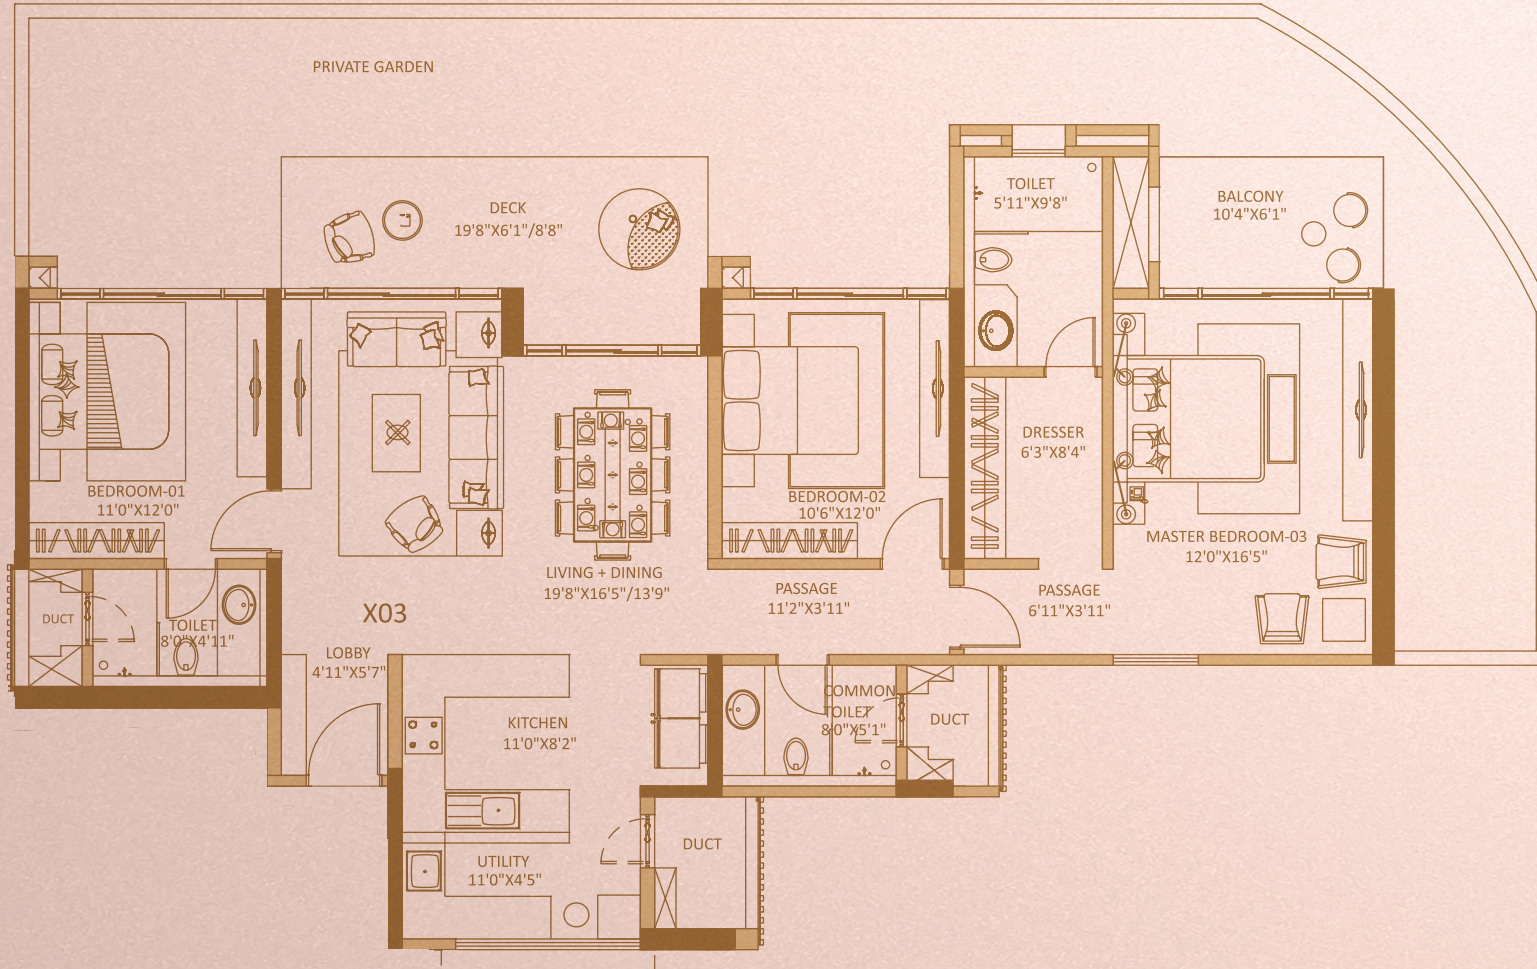 PRIVATE GARDEN
TOILET
5'11"X9'8"
BALCONY
10'4"X6'1"
DECK
19'8"X6'1"/8'8"
DRESSER
6'3"X8'4"
BEDROOM-01
11'0"X12'0"
BEDROOM-02
10'6"X12'0"
MASTER BEDROOM-03
12'0"X16'5"
LIVING + DINING
19'8"X16'5"/13'9"
PASSAGE
11'2"X3'11"
PASSAGE
6'11"X3'11"
DUCT
TOILET
8'0"X4'11"
X03
LOBBY
4'11"X5'7"
KITCHEN
11'0"X8'2"
COMMON
TOILET
8'0"X5'1"
DUCT
UTILITY
11'0"X4'5"
DUCT